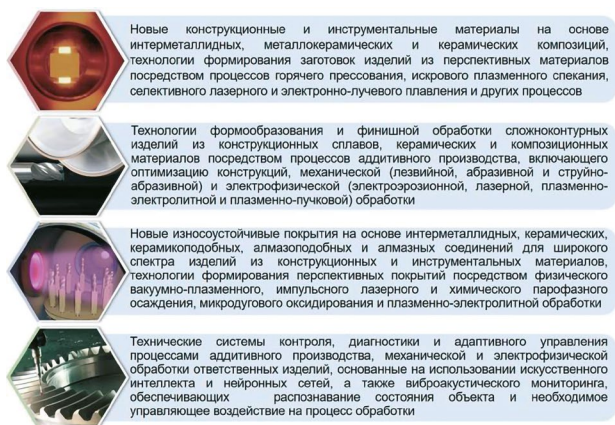 Новые конструкционные и инструментальные материалы на основе
интерметаллидных, металлокерамических и керамических композиций,
технологии формирования заготовок изделий из перспективных материалов
посредством процессов горячего прессования, искрового плазменного спекания,
селективного лазерного и электронно-лучевого плавления и других процессов
Технологии формообразования и финишной обработки сложноконтурных
изделий из конструкционных сплавов, керамических и композиционных
материалов посредством процессов аддитивного производства, включающего
оптимизацию конструкций, механической (лезвийной, абразивной и струйно-
абразивной) и электрофизической (электроэрозионной, лазерной, плазменно-
электролитной и плазменно-пучковой) обработки
Новые износоустойчивые покрытия на основе интерметаллидных, керамических,
керамикоподобных, алмазоподобных и алмазных соединений для широкого
спектра изделий из конструкционных и инструментальных материалов,
технологии формирования перспективных покрытий посредством физического
вакуумно-плазменного, импульсного лазерного и химического парофазного
осаждения, микродугового оксидирования и плазменно-электролитной обработки
Технические системы контроля, диагностики и адаптивного управления
процессами аддитивного производства, механической и электрофизической
обработки ответственных изделий, основанные на использовании искусственного
интеллекта и нейронных сетей, а также виброакустического мониторинга,
обеспечивающих распознавание состояния объекта и необходимое
управляющее воздействие на процесс обработки